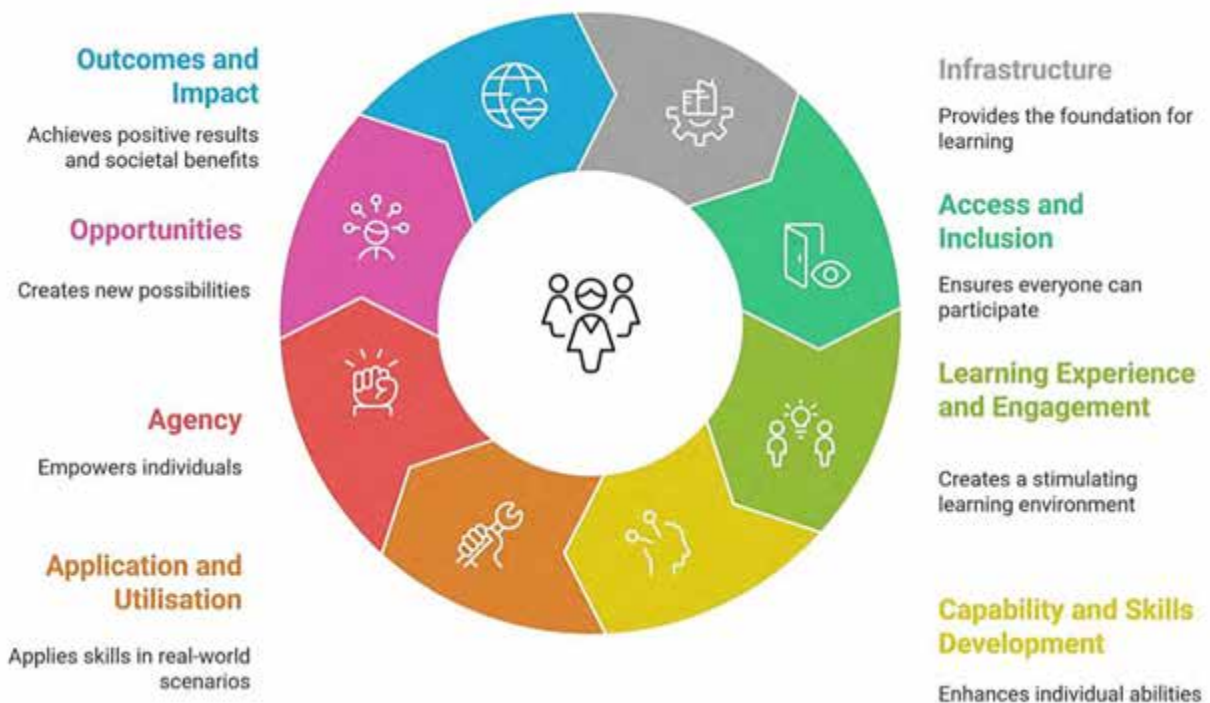 Outcomes and
Impact
Achieves positive results
and societal benefits
Opportunities
Creates new possibilities
Agency
Empowers individuals
Application and
Utilisation
Applies skills in real-world
scenarios
Infrastructure
Provides the foundation for
learning
Access and
Inclusion
Ensures everyone can
participate
Learning Experience
and Engagement
Creates a stimulating
learning environment
Capability and Skills
Development
Enhances individual abilities